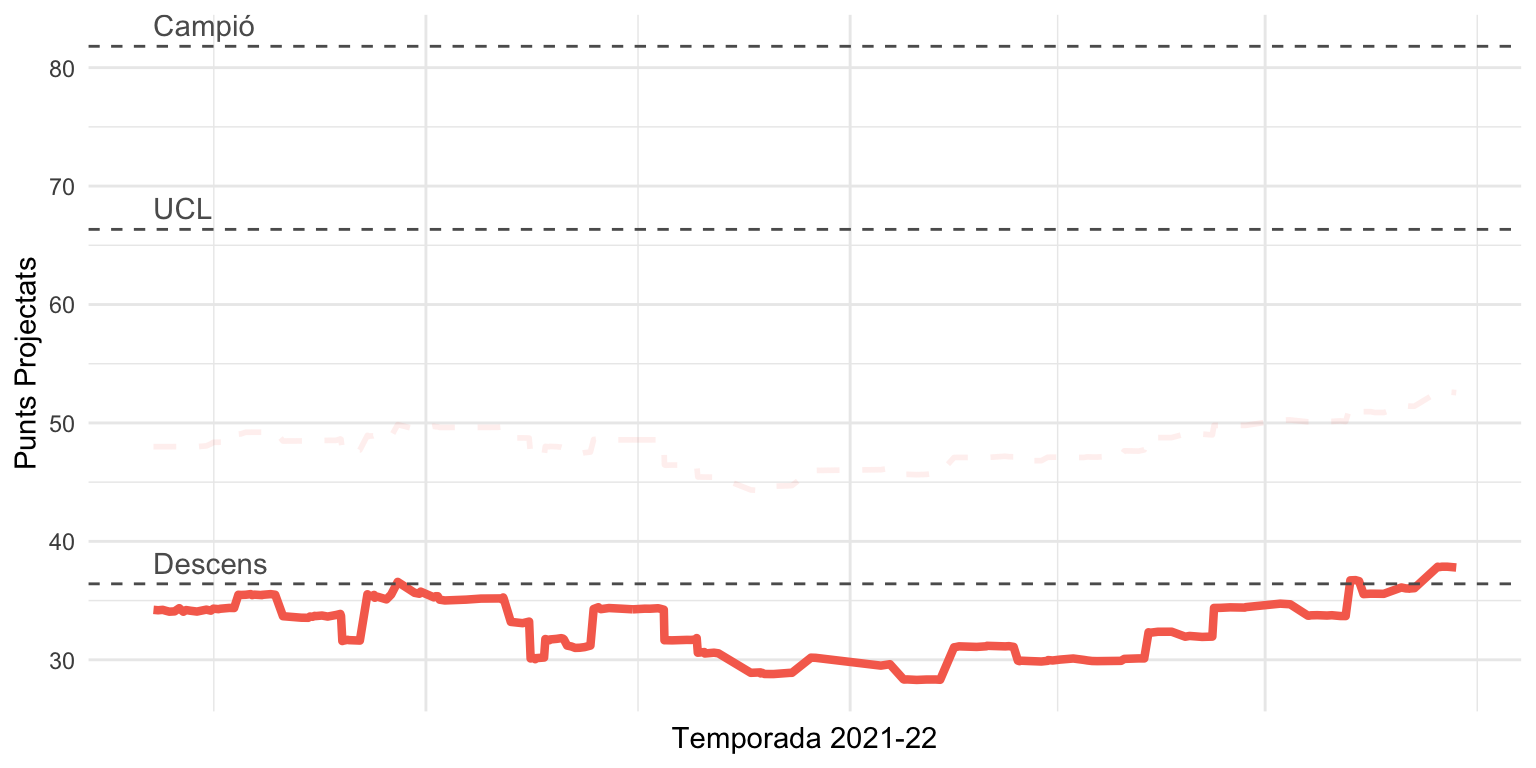 Campió
80
70
UCL
60
50
40
Descens
30
Punts Projectats
Temporada 2021-22